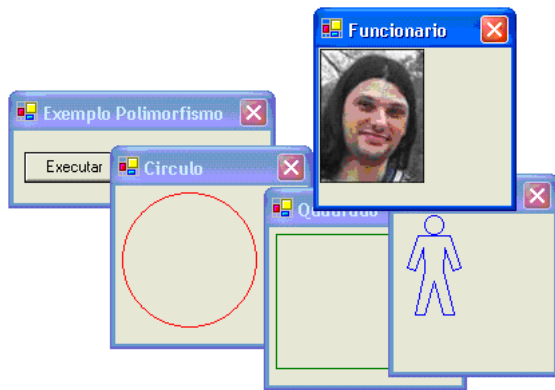 Funcionario
Exemplo Polimorfismo
Executar
Circulo
Quadrado